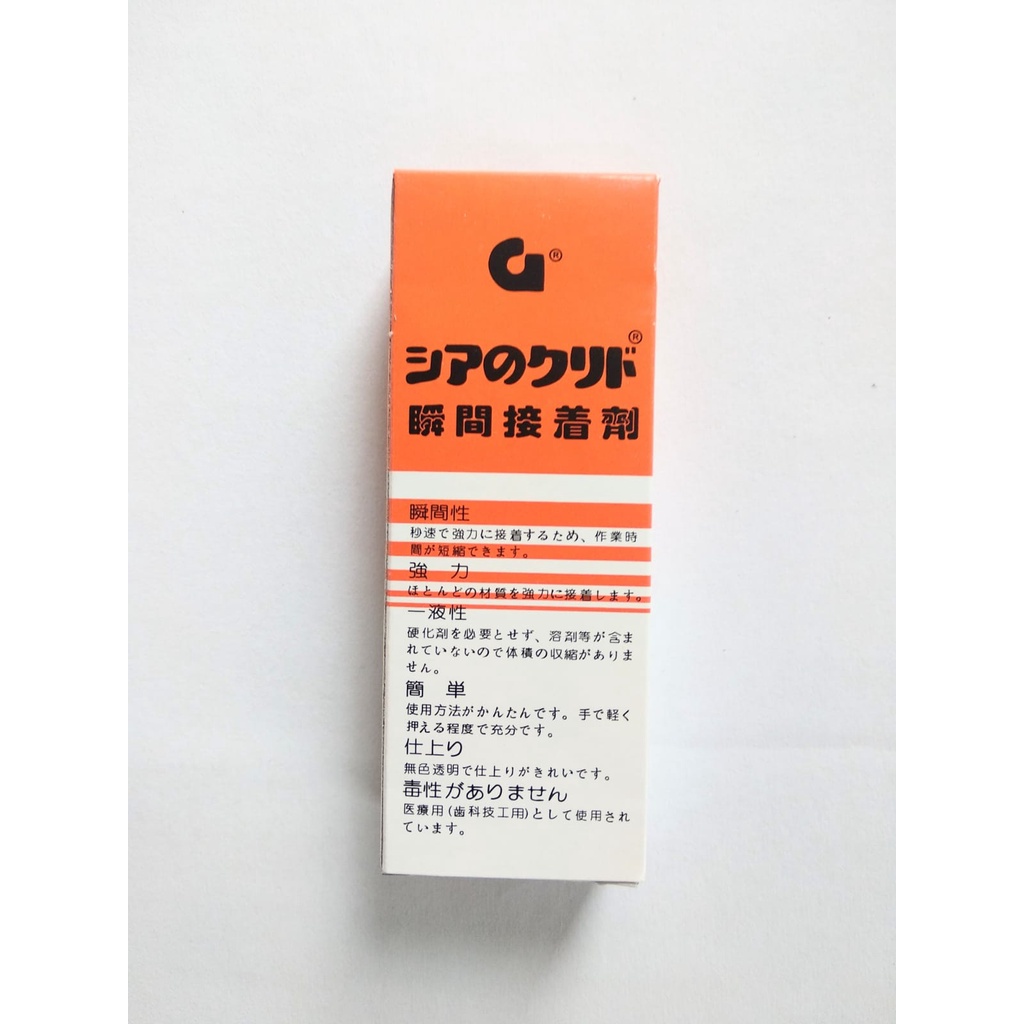 ®
シアのクリド®
瞬間接着剤
瞬間性
秒速で強力に接着するため、作業時
間が短縮できます。
強 力
ほとんどの材質を強力に接着します。
一液性
硬化剤を必要とせず、溶剤等が含ま
れていないので体積の収縮がありま
せん。
簡 単
使用方法がかんたんです。手で軽く
押える程度で充分です。
仕上り
無色透明で仕上りがきれいです。
毒性がありません
医療用(歯科技工用)として使用され
ています。